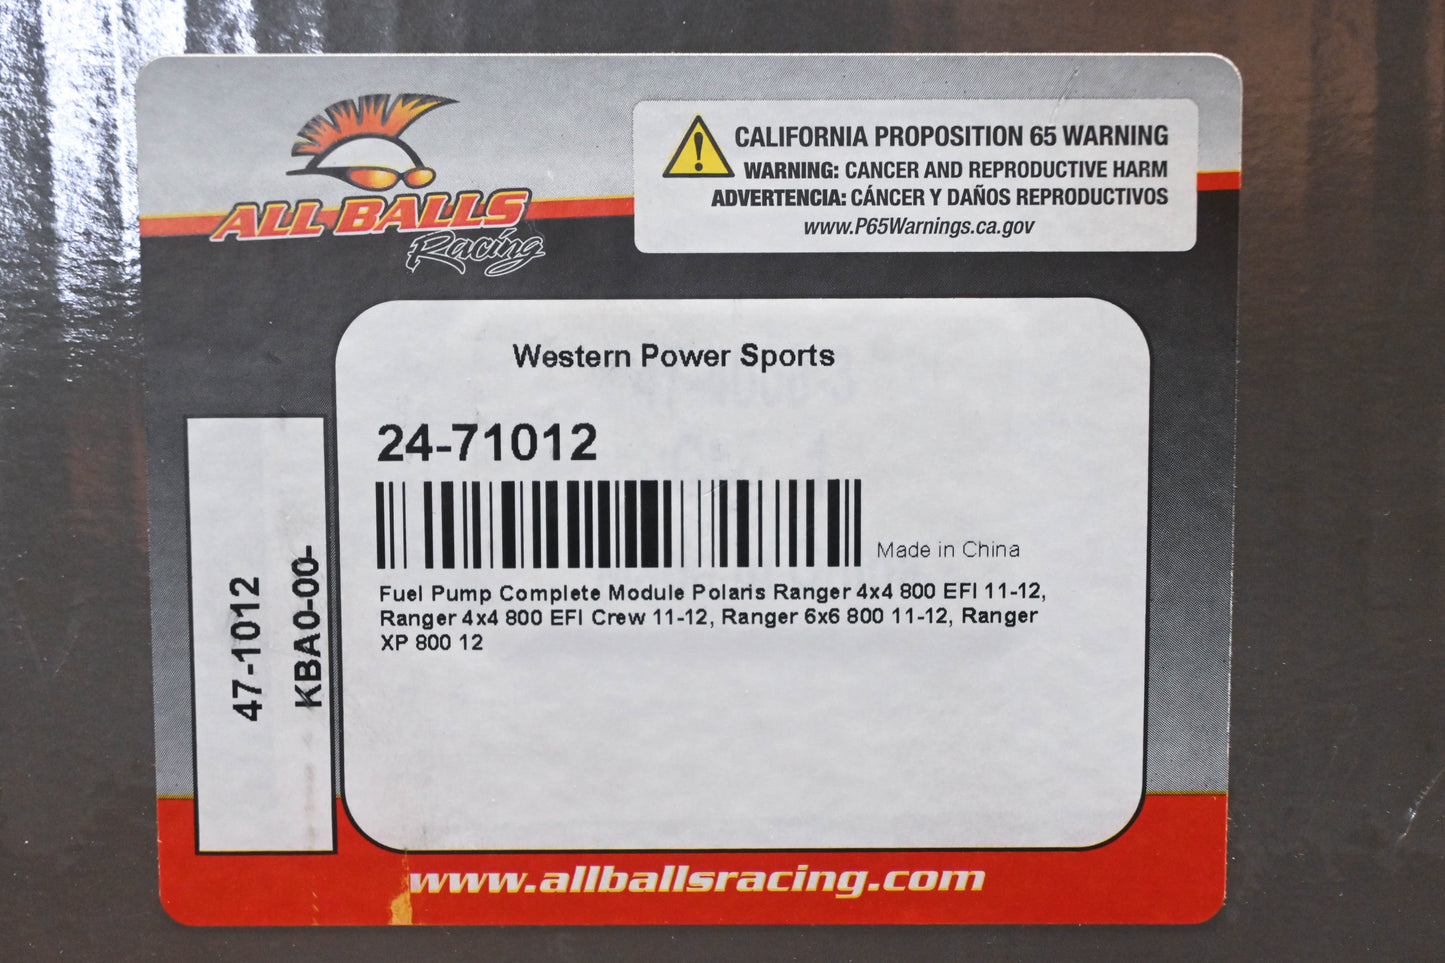 ALL BALLS
Racing
CALIFORNIA PROPOSITION 65 WARNING
WARNING: CANCER AND REPRODUCTIVE HARM
ADVERTENCIA: CÁNCER Y DAÑOS REPRODUCTIVOS
www.P65Warnings.ca.gov
Western Power Sports
24-71012
Made in China
Fuel Pump Complete Module Polaris Ranger 4x4 800 EFI 11-12,
Ranger 4x4 800 EFI Crew 11-12, Ranger 6x6 800 11-12, Ranger
XP 800 12
47-1012
KBA0-00-
www.allballsracing.com